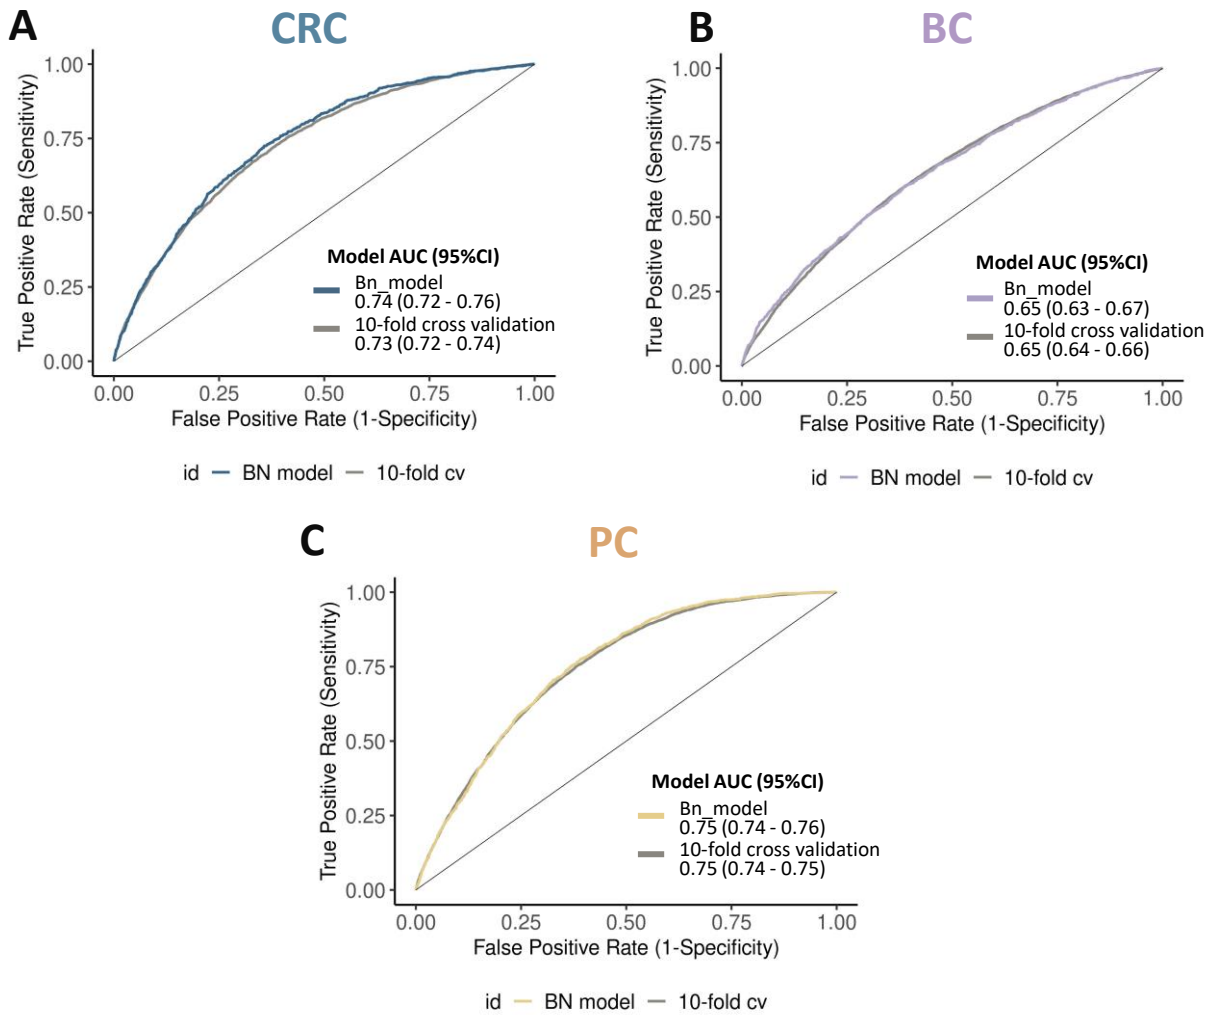 A
CRC
True Positive Rate (Sensitivity)
1.00
0.75
0.50
0.25
0.00
Model AUC (95%CI)
Bn_model
0.74 (0.72 - 0.76)
10-fold cross validation
0.73 (0.72 - 0.74)
0.00 0.25 0.50 0.75 1.00
False Positive Rate (1-Specificity)
id BN model 10-fold cv
B
BC
True Positive Rate (Sensitivity)
1.00
0.75
0.50
0.25
0.00
Model AUC (95%CI)
Bn_model
0.65 (0.63 - 0.67)
10-fold cross validation
0.65 (0.64 - 0.66)
0.00 0.25 0.50 0.75 1.00
False Positive Rate (1-Specificity)
id BN model 10-fold cv
C
PC
True Positive Rate (Sensitivity)
1.00
0.75
0.50
0.25
0.00
Model AUC (95%CI)
Bn_model
0.75 (0.74 - 0.76)
10-fold cross validation
0.75 (0.74 - 0.75)
0.00 0.25 0.50 0.75 1.00
False Positive Rate (1-Specificity)
id BN model 10-fold cv